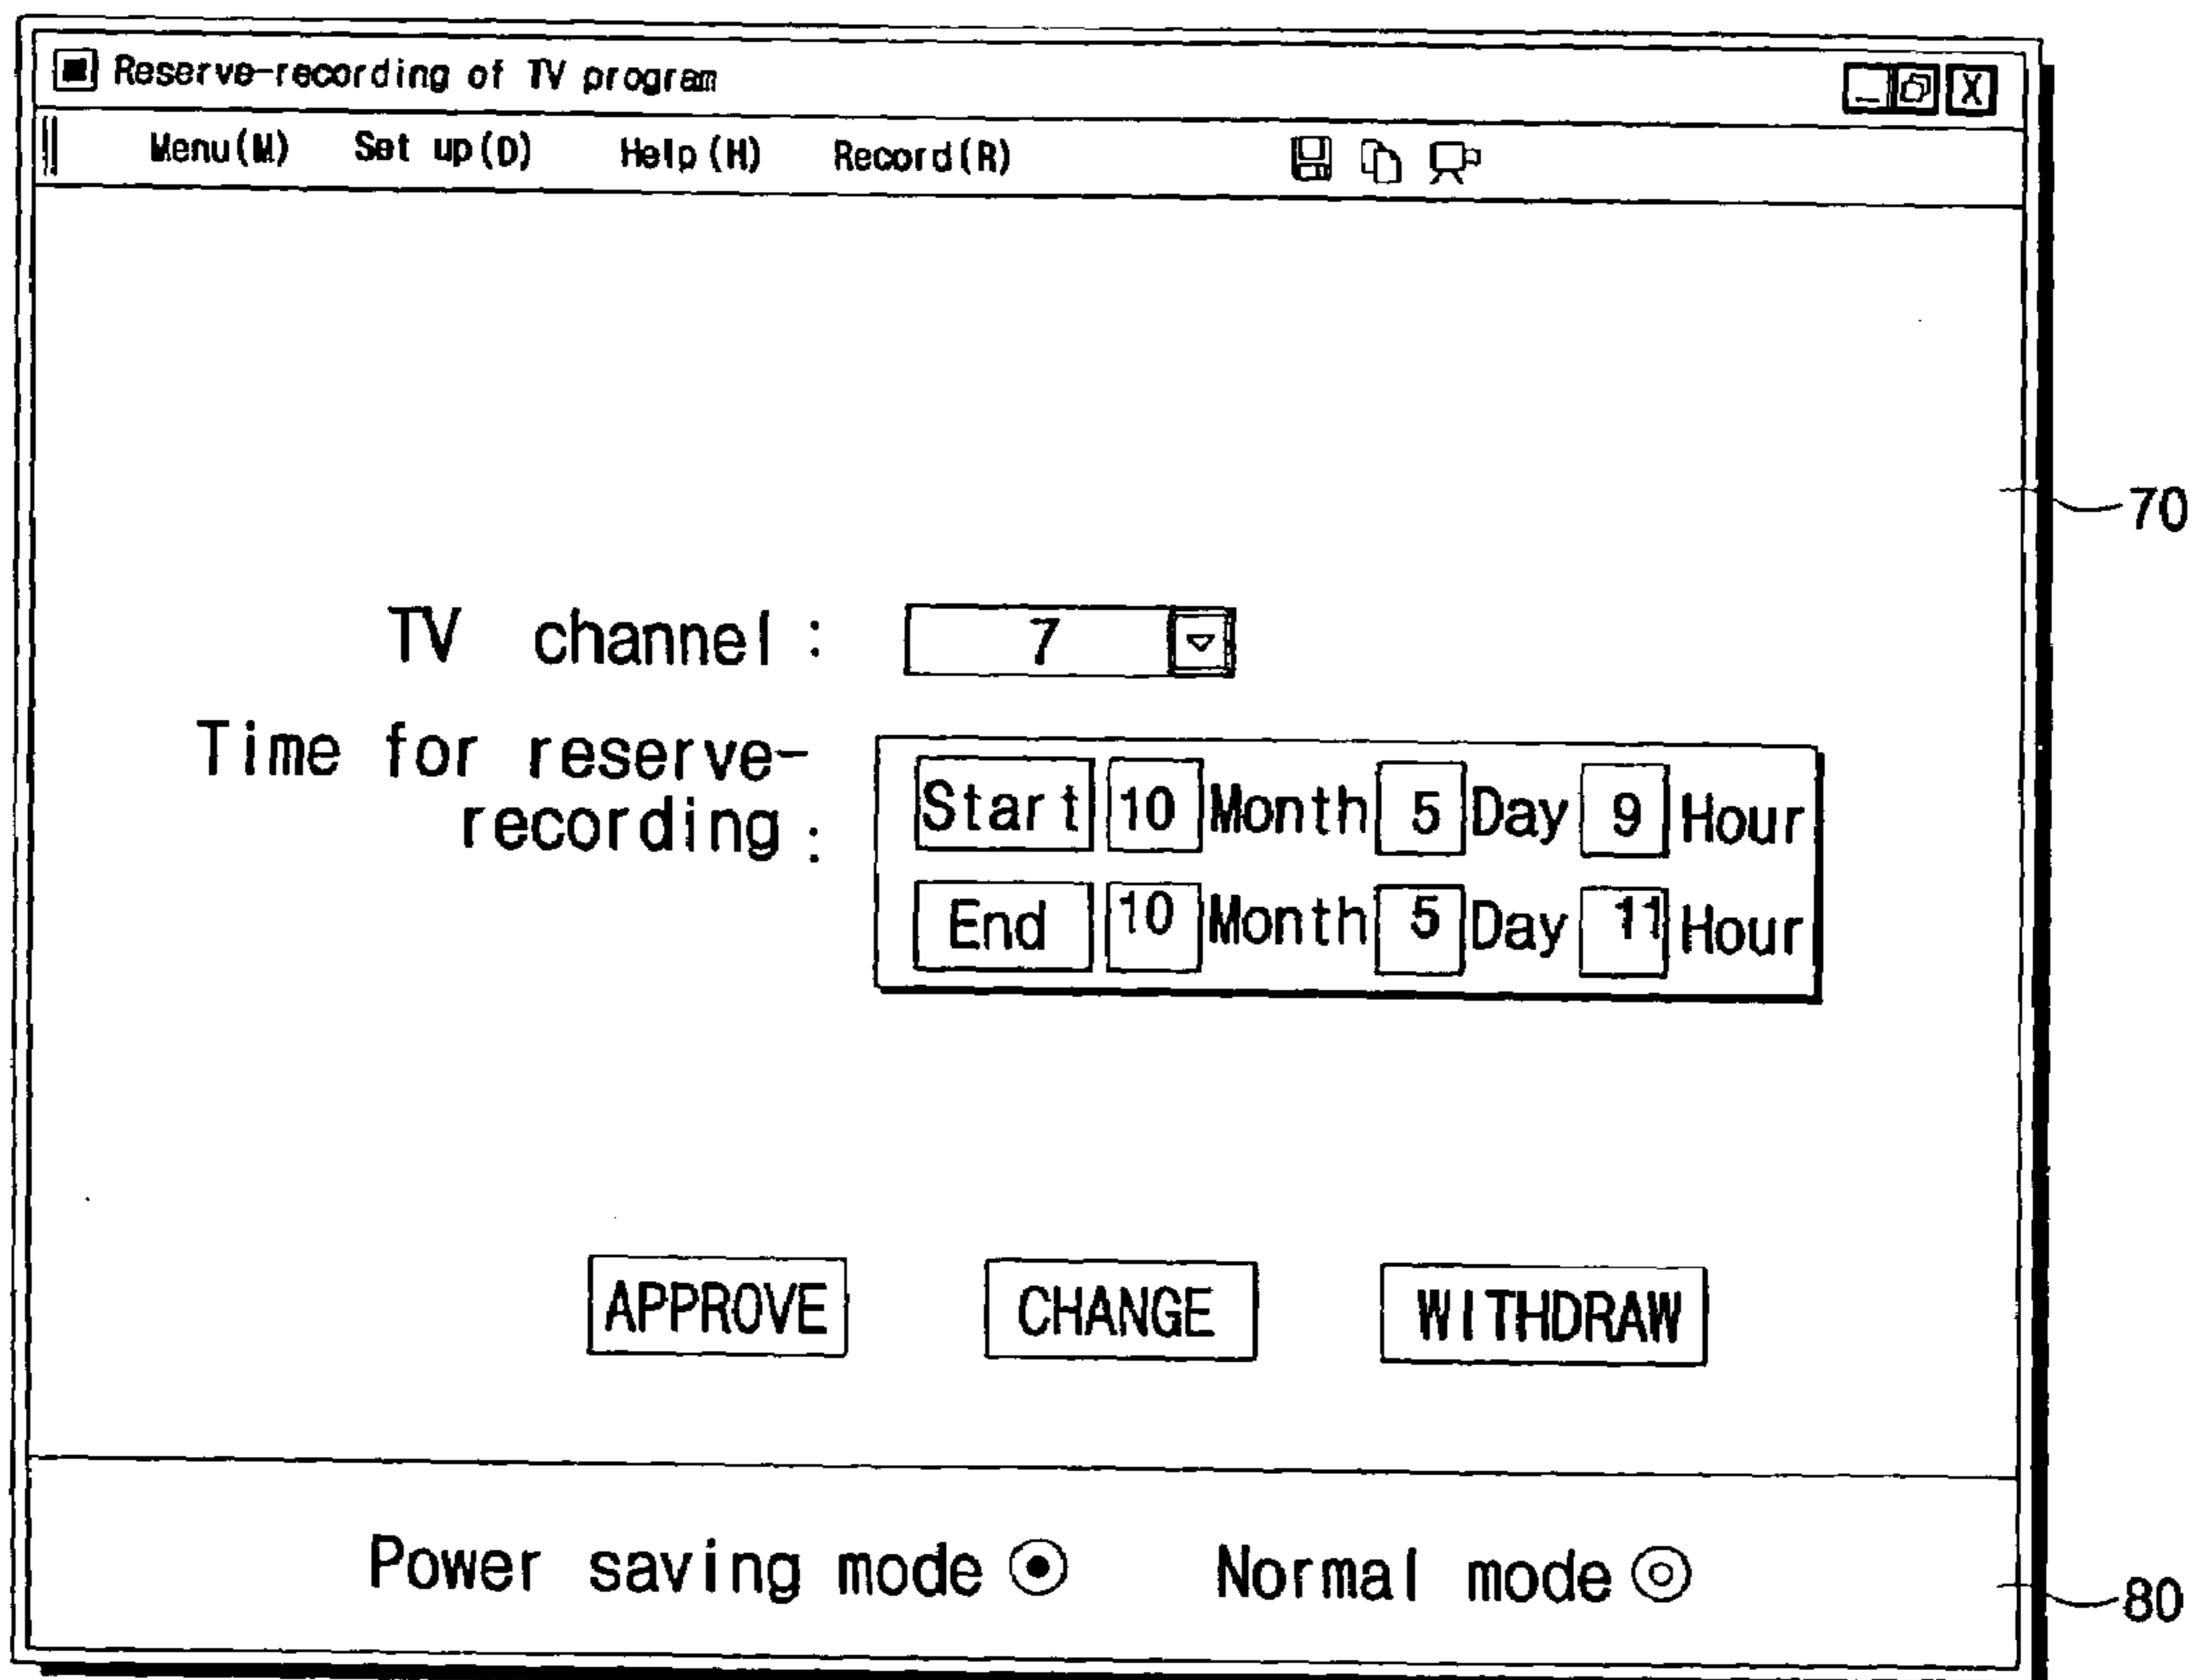 Reserve-recording of TV program
Menu(M) Set up(D) Help(H) Record(R)
70
TV channel : 7
Time for reserve-
recording :
Start 10 Month 5 Day 9 Hour
End 10 Month 5 Day 11 Hour
APPROVE CHANGE WITHDRAW
Power saving mode Normal mode
80